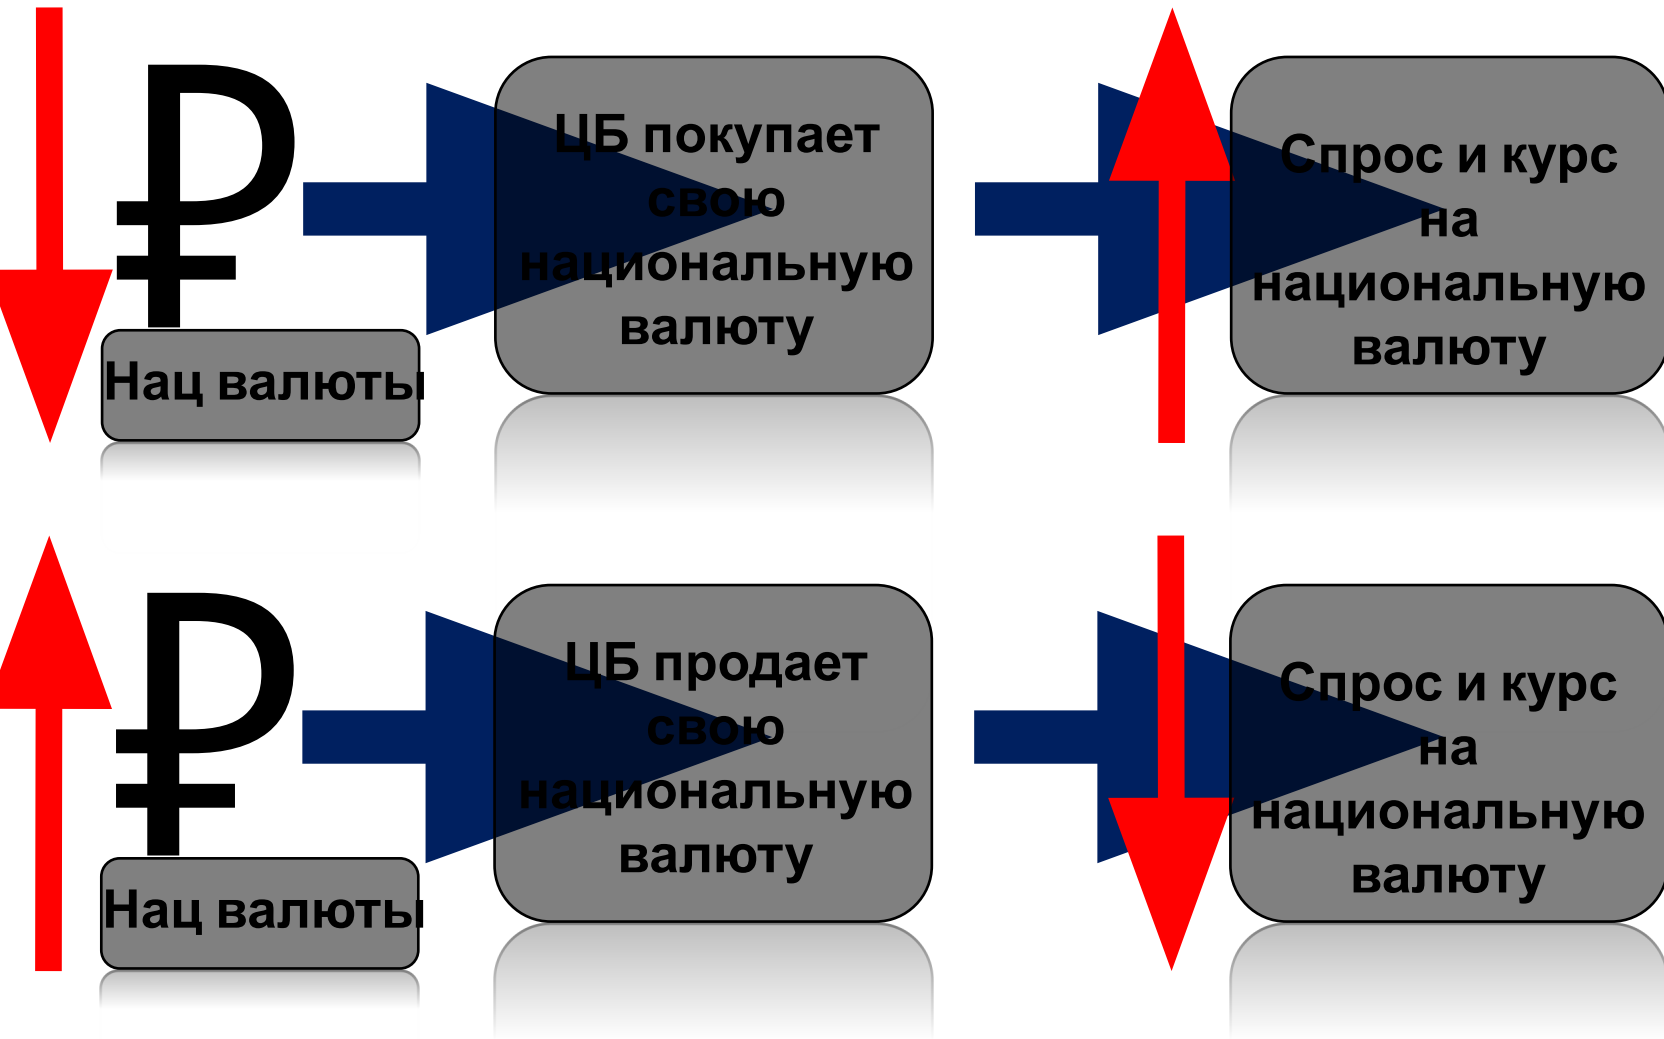 ₽
Нац валюты
ЦБ покупает
свою
национальную
валюту
Спрос и курс
на
национальную
валюту
₽
Нац валюты
ЦБ продает
свою
национальную
валюту
Спрос и курс
на
национальную
валюту